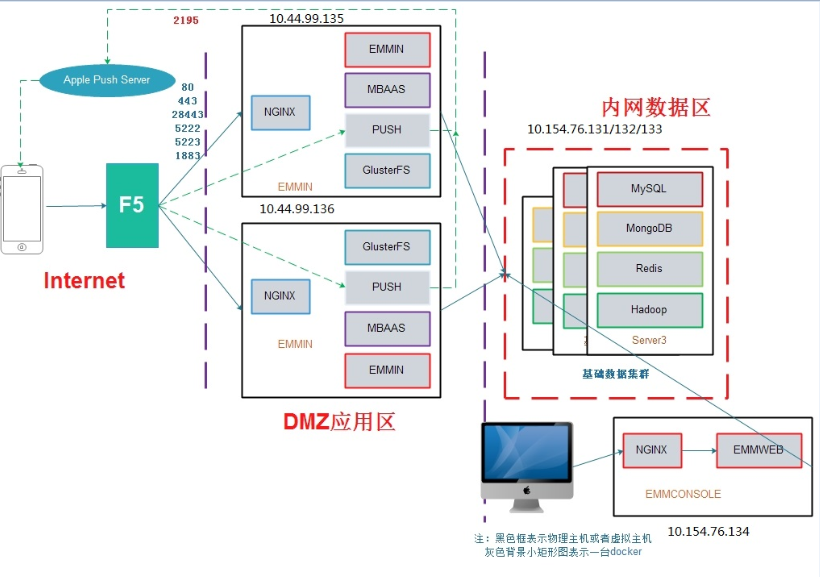 2195
10.44.99.135
Apple Push Server
80
443
28443
5222
5223
1883
F5
Internet
NGINX
EMMIN
MBAAS
PUSH
GlusterFS
EMMIN
10.44.99.136
NGINX
GlusterFS
PUSH
MBAAS
EMMIN
EMMIN
DMZ应用区
内网数据区
10.154.76.131/132/133
MySQL
MongoDB
Redis
Hadoop
Server3
基础数据集群
NGINX
EMMWEB
EMMCONSOLE
10.154.76.134
注：黑色框表示物理主机或者虚拟主机
灰色背景小矩形图表示一台docker